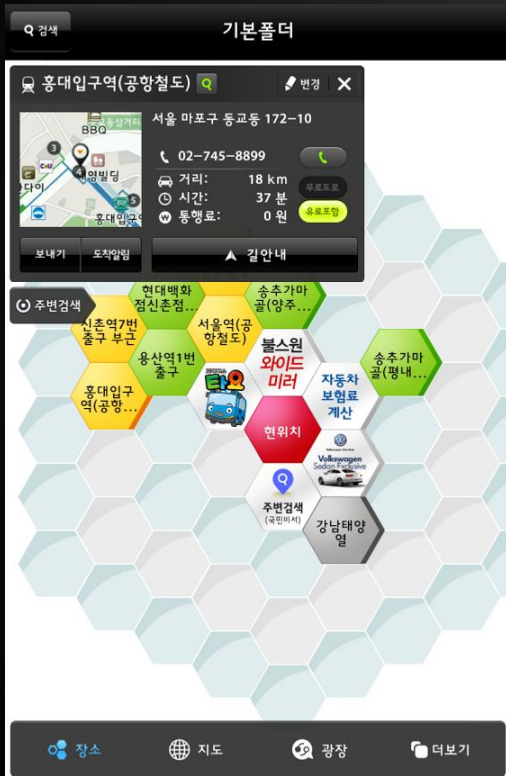 검색
기본폴더
홍대입구역(공항철도)
변경
서울 마포구 동교동 172-10
BBQ
3
4
5
CU
영빌딩
02-745-8899
거리: 18 km
무료도로
시간: 37 분
유료포함
통행료: 0 원
보내기
도착알림
길안내
주변검색
현대백화
점신촌점...
송추가마
골(양주...
신촌역7번
출구 부근
서울역(공
항철도)
용산역1번
출구
불스원
와이드
미러
송추가마
골(평내...
홍대입구
역(공항...
타요
자동차
보험료
계산
현위치
Volkswagen
Sedan Exclusive
주변검색
(국민비서)
강남태양
열
장소
지도
광장
더보기